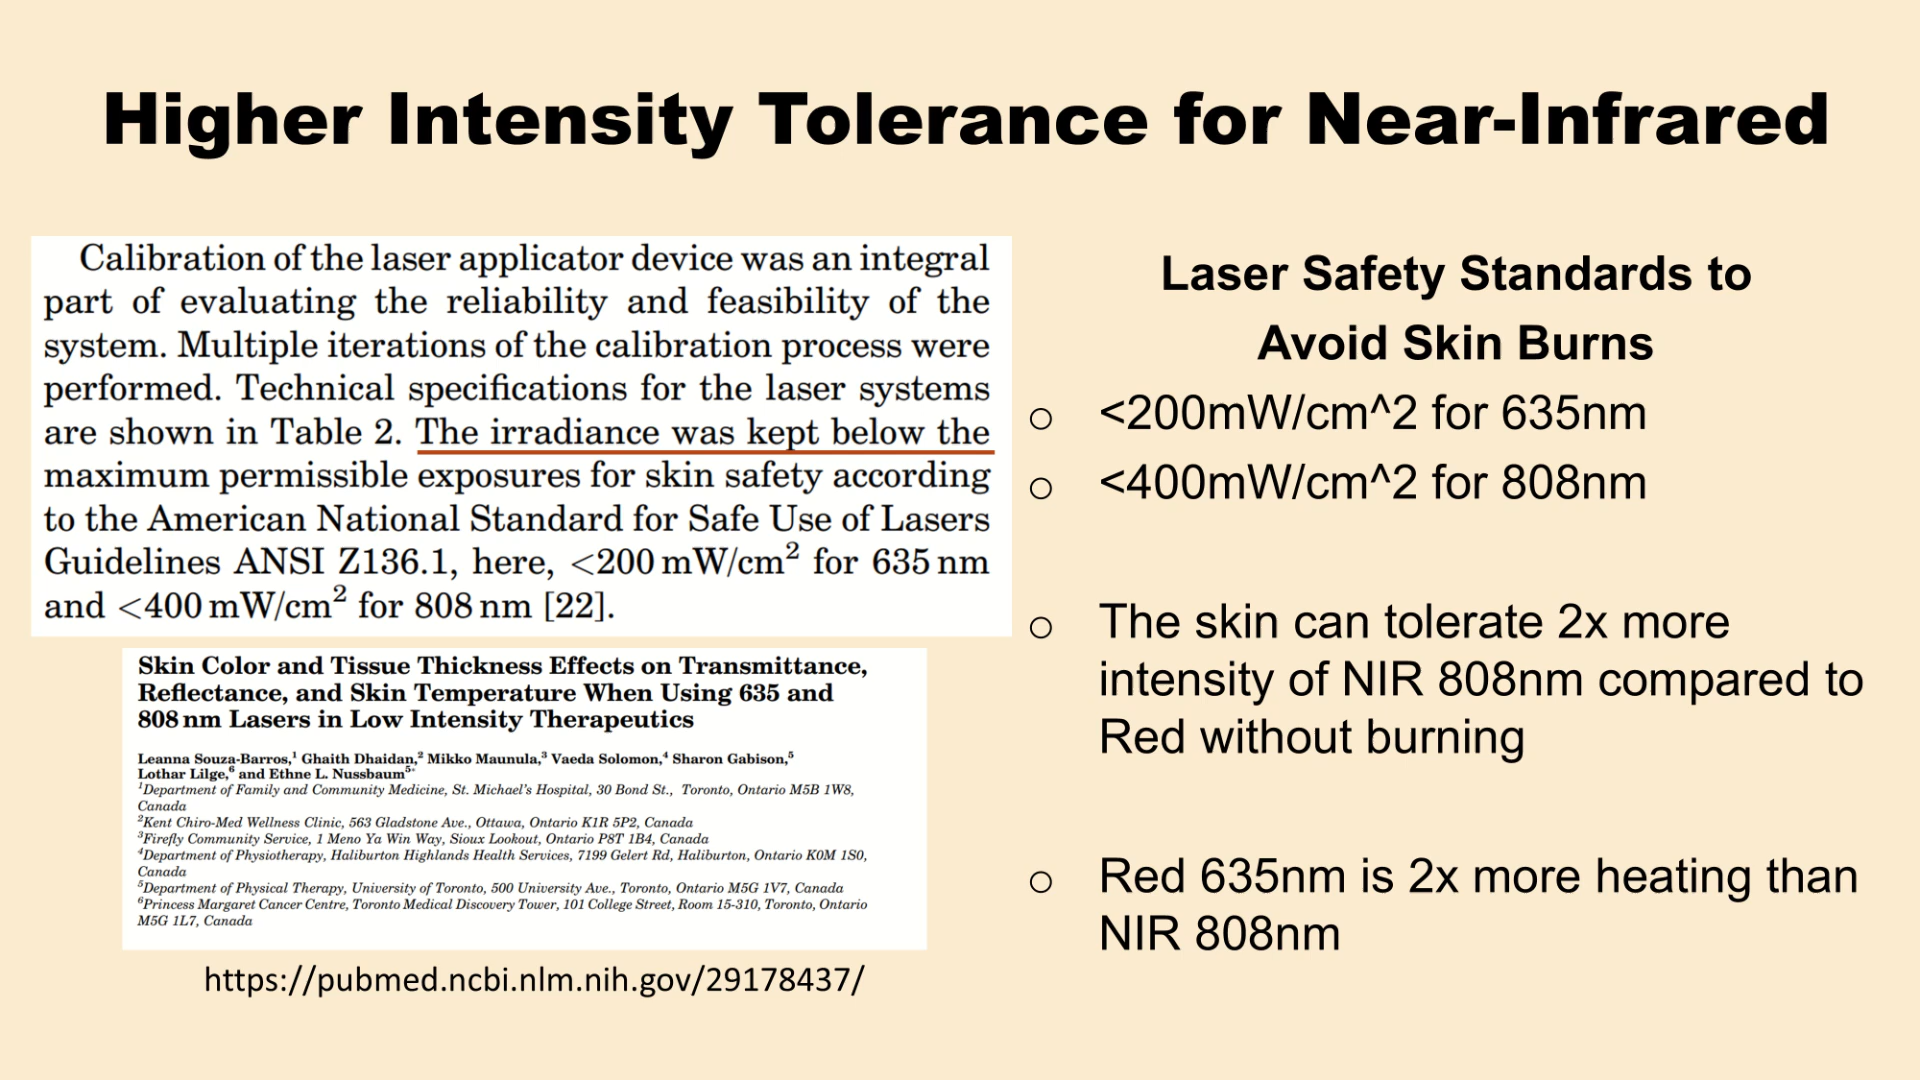 Higher Intensity Tolerance for Near-Infrared
Calibration of the laser applicator device was an integral
part of evaluating the reliability and feasibility of the
system. Multiple iterations of the calibration process were
performed. Technical specifications for the laser systems
are shown in Table 2. The irradiance was kept below the
maximum permissible exposures for skin safety according
to the American National Standard for Safe Use of Lasers
Guidelines ANSI Z136.1, here, <200 mW/cm² for 635 nm
and <400 mW/cm² for 808 nm [22].
Skin Color and Tissue Thickness Effects on Transmittance,
Reflectance, and Skin Temperature When Using 635 and
808 nm Lasers in Low Intensity Therapeutics
Leanna Souza-Barros,¹ Ghaith Dhaidan,² Mikko Maunula,³ Vaeda Solomon,⁴ Sharon Gabison,⁵
Lothar Lilge,⁶ and Ethne L. Nussbaum⁵*
¹Department of Family and Community Medicine, St. Michael's Hospital, 30 Bond St., Toronto, Ontario M5B 1W8,
Canada
²Kent Chiro-Med Wellness Clinic, 563 Gladstone Ave., Ottawa, Ontario K1R 5P2, Canada
³Firefly Community Service, 1 Meno Ya Win Way, Sioux Lookout, Ontario P8T 1B4, Canada
⁴Department of Physiotherapy, Haliburton Highlands Health Services, 7199 Gelert Rd, Haliburton, Ontario K0M 1S0,
Canada
⁵Department of Physical Therapy, University of Toronto, 500 University Ave., Toronto, Ontario M5G 1V7, Canada
⁶Princess Margaret Cancer Centre, Toronto Medical Discovery Tower, 101 College Street, Room 15-310, Toronto, Ontario
M5G 1L7, Canada
https://pubmed.ncbi.nlm.nih.gov/29178437/
Laser Safety Standards to
Avoid Skin Burns
○ <200mW/cm^2 for 635nm
○ <400mW/cm^2 for 808nm
○ The skin can tolerate 2x more
intensity of NIR 808nm compared to
Red without burning
○ Red 635nm is 2x more heating than
NIR 808nm